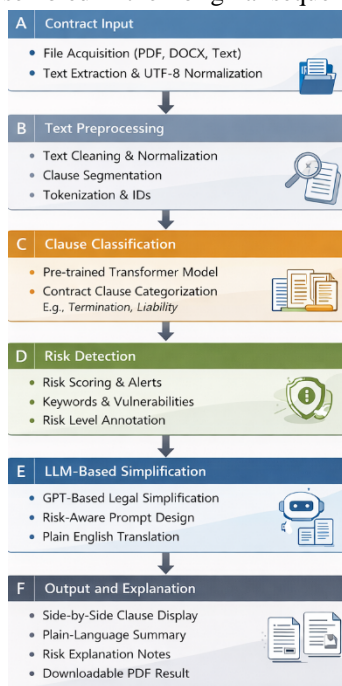 A Contract Input
• File Acquisition (PDF, DOCX, Text)
• Text Extraction & UTF-8 Normalization
B Text Preprocessing
• Text Cleaning & Normalization
• Clause Segmentation
• Tokenization & IDs
C Clause Classification
• Pre-trained Transformer Model
• Contract Clause Categorization
E.g., Termination, Liability
D Risk Detection
• Risk Scoring & Alerts
• Keywords & Vulnerabilities
• Risk Level Annotation
E LLM-Based Simplification
• GPT-Based Legal Simplification
• Risk-Aware Prompt Design
• Plain English Translation
F Output and Explanation
• Side-by-Side Clause Display
• Plain-Language Summary
• Risk Explanation Notes
• Downloadable PDF Result